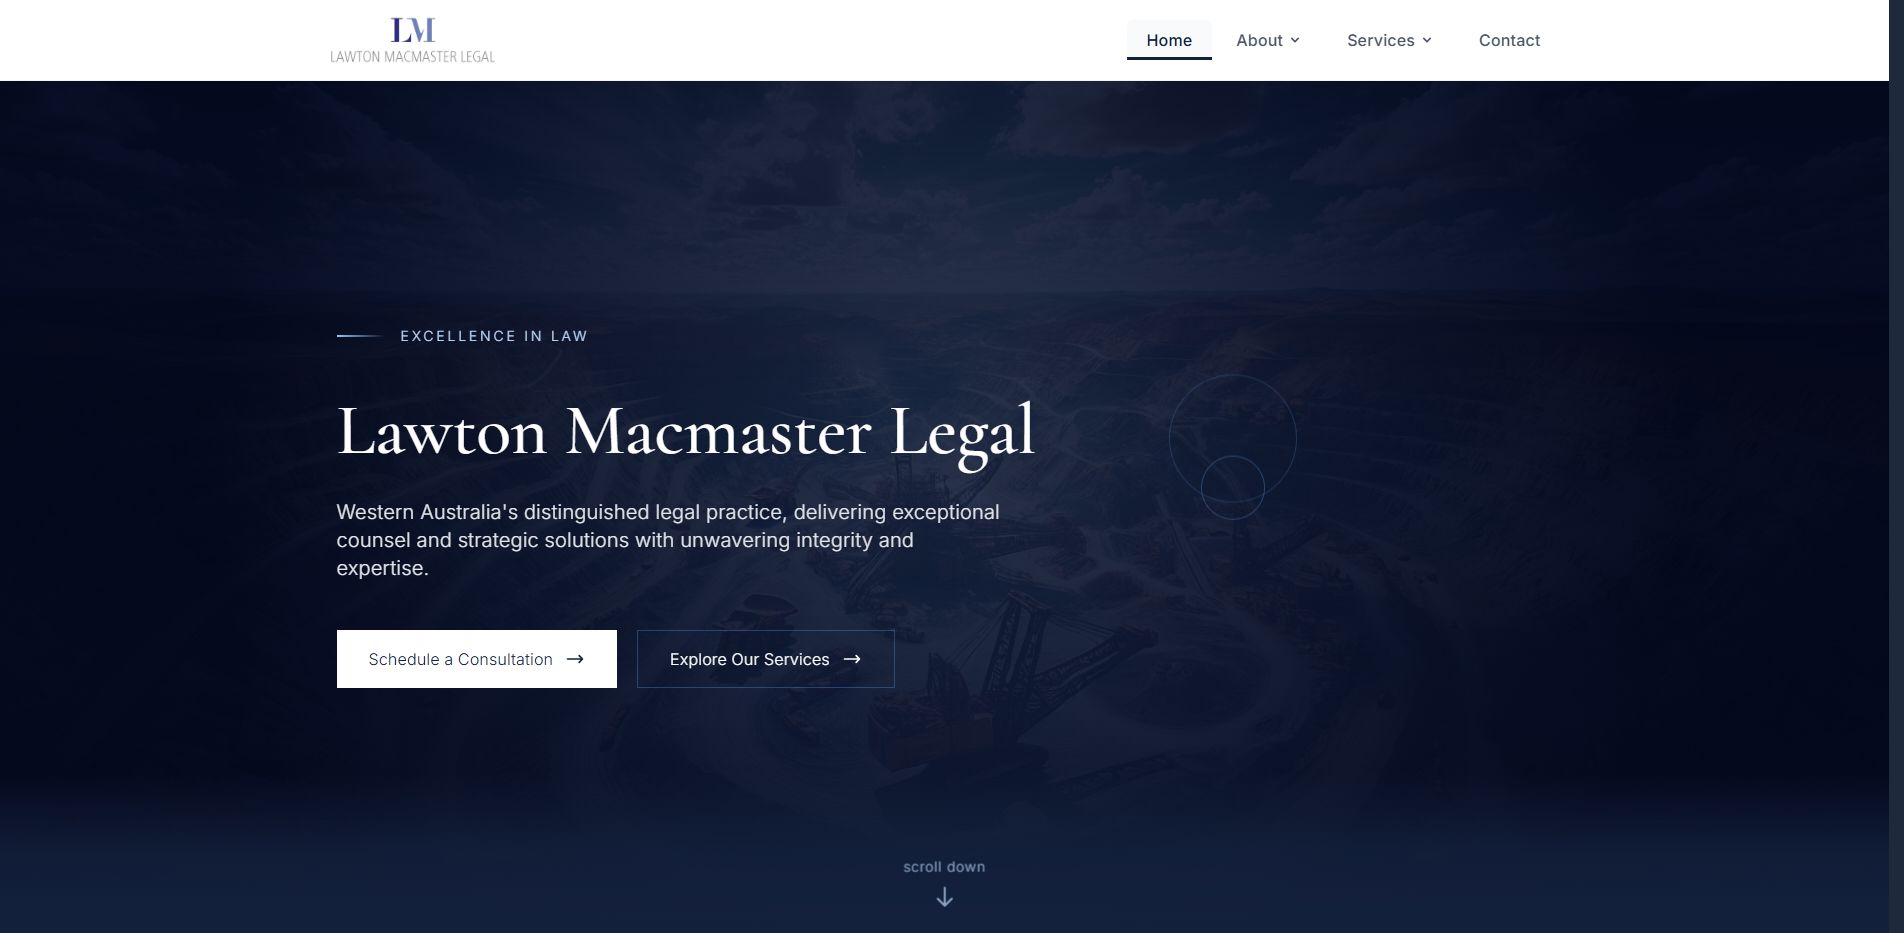 LM
LAWTON MACMASTER LEGAL
Home
About
Services
Contact
EXCELLENCE IN LAW
Lawton Macmaster Legal
Western Australia's distinguished legal practice, delivering exceptional
counsel and strategic solutions with unwavering integrity and
expertise.
Schedule a Consultation
Explore Our Services
scroll down